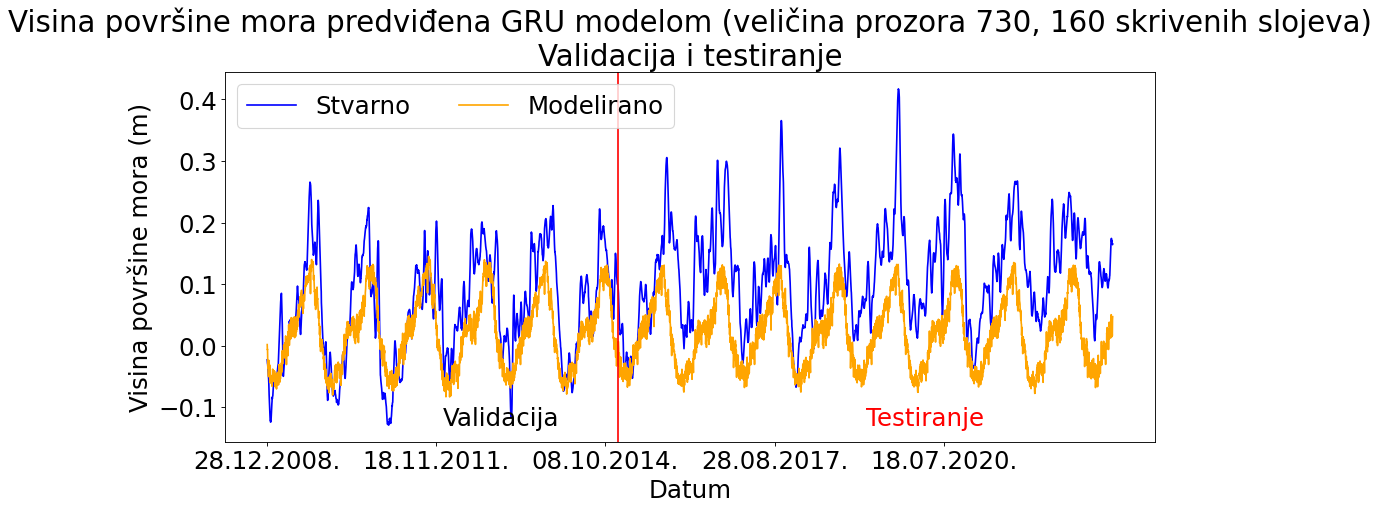 Visina površine mora predviđena GRU modelom (veličina prozora 730, 160 skrivenih slojeva)
Validacija i testiranje
Stvarno
Modelirano
Visina površine mora (m)
0.4
0.3
0.2
0.1
0.0
−0.1
Validacija
Testiranje
28.12.2008.
18.11.2011.
08.10.2014.
28.08.2017.
18.07.2020.
Datum